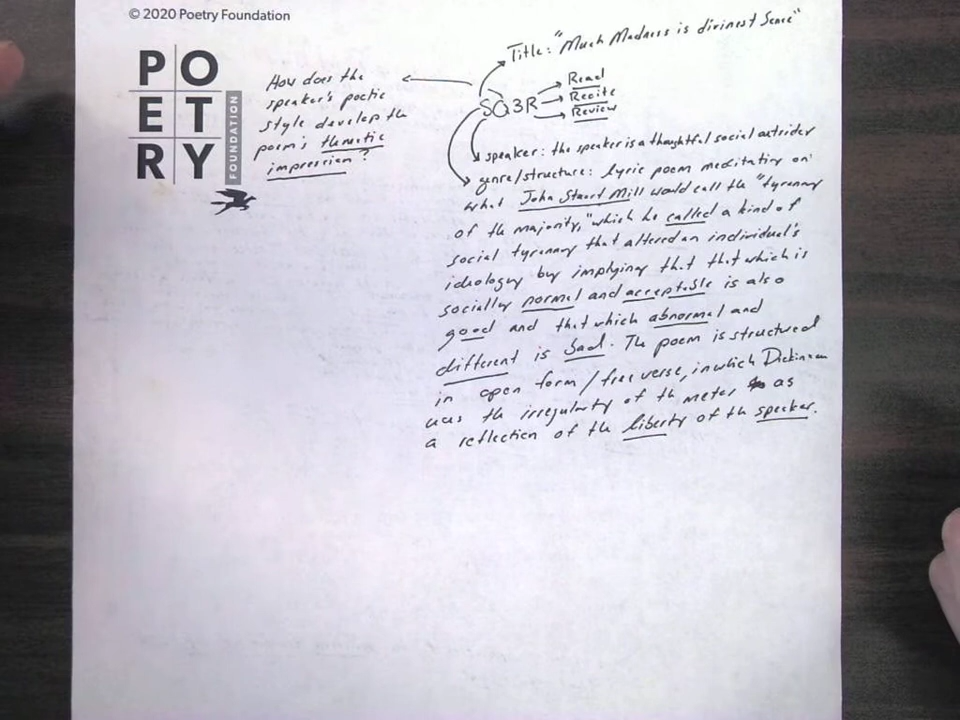 © 2020 Poetry Foundation
PO
ET
RY
FOUNDATION
How does the
speaker's poetic
style develop the
poem's thematic
impression?
Title: "Much Madness is divinest Sense"
SQ3R
Read
Recite
Review
speaker: the speaker is a thoughtful social outsider
genre/structure: lyric poem meditating on
what John Stuart Mill would call the "tyranny
of the majority," which he called a kind of
social tyranny that altered an individual's
ideology by implying that that which is
socially normal and acceptable is also
good and that which abnormal and
different is bad. The poem is structured
in open form/free verse, in which Dickinson
uses the irregularity of the meter as
a reflection of the liberty of the speaker.